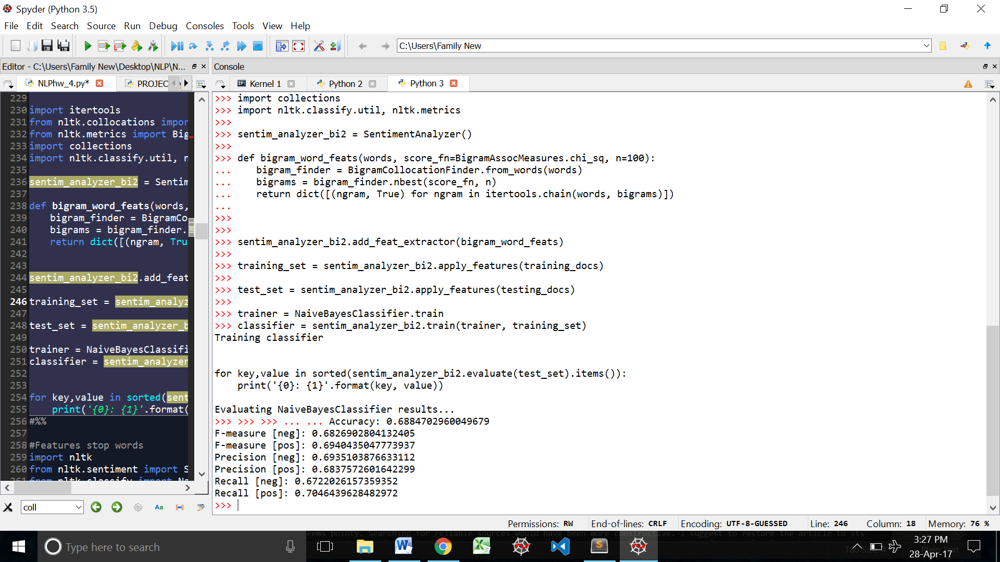 Spyder (Python 3.5)
File Edit Search Source Run Debug Consoles Tools View Help
C:\Users\Family New
Editor - C:\Users\Family New\Desktop\NLP\N...
Console
NLPhw_4.py*
PROJEC
IP: Kernel 1
Python 2
Python 3
229
230 import itertools
231 from nltk.collocations impor
232 from nltk.metrics import Big
233 import collections
234 import nltk.classify.util, n
235
236 sentim_analyzer_bi2 = Sentim
237
238 def bigram_word_feats(words,
239     bigram_finder = BigramCo
240     bigrams = bigram_finder.
241     return dict([(ngram, Tru
242
243
244 sentim_analyzer_bi2.add_feat
245
246 training_set = sentim_analyz
247
248 test_set = sentim_analyzer_b
249
250 trainer = NaiveBayesClassifi
251 classifier = sentim_analyzer
252
253
254 for key,value in sorted(sent
255     print('{0}: {1}'.format(
256 #%%
257
258 #Features stop words
259 import nltk
260 from nltk.sentiment import S
261 from nltk.classify import Na
coll
Aa
>>> import collections
>>> import nltk.classify.util, nltk.metrics
>>>
>>> sentim_analyzer_bi2 = SentimentAnalyzer()
>>>
>>> def bigram_word_feats(words, score_fn=BigramAssocMeasures.chi_sq, n=100):
...     bigram_finder = BigramCollocationFinder.from_words(words)
...     bigrams = bigram_finder.nbest(score_fn, n)
...     return dict([(ngram, True) for ngram in itertools.chain(words, bigrams)])
...
>>>
>>>
>>> sentim_analyzer_bi2.add_feat_extractor(bigram_word_feats)
>>>
>>> training_set = sentim_analyzer_bi2.apply_features(training_docs)
>>>
>>> test_set = sentim_analyzer_bi2.apply_features(testing_docs)
>>>
>>> trainer = NaiveBayesClassifier.train
>>> classifier = sentim_analyzer_bi2.train(trainer, training_set)
Training classifier
for key,value in sorted(sentim_analyzer_bi2.evaluate(test_set).items()):
    print('{0}: {1}'.format(key, value))
Evaluating NaiveBayesClassifier results...
>>> >>> >>> ... ... Accuracy: 0.6884702960049679
F-measure [neg]: 0.6826902804132405
F-measure [pos]: 0.6940435047773937
Precision [neg]: 0.6935103876633112
Precision [pos]: 0.6837572601642299
Recall [neg]: 0.6722026157359352
Recall [pos]: 0.7046439628482972
>>>
Permissions: RW End-of-lines: CRLF Encoding: UTF-8-GUESSED Line: 246 Column: 18 Memory: 76 %
eems pointy. Searching for reliable sources would have been more constructive. I suggest to restore the article to its
Type here to search
Tab Size: 4
Plain Text
3:27 PM
28-Apr-17